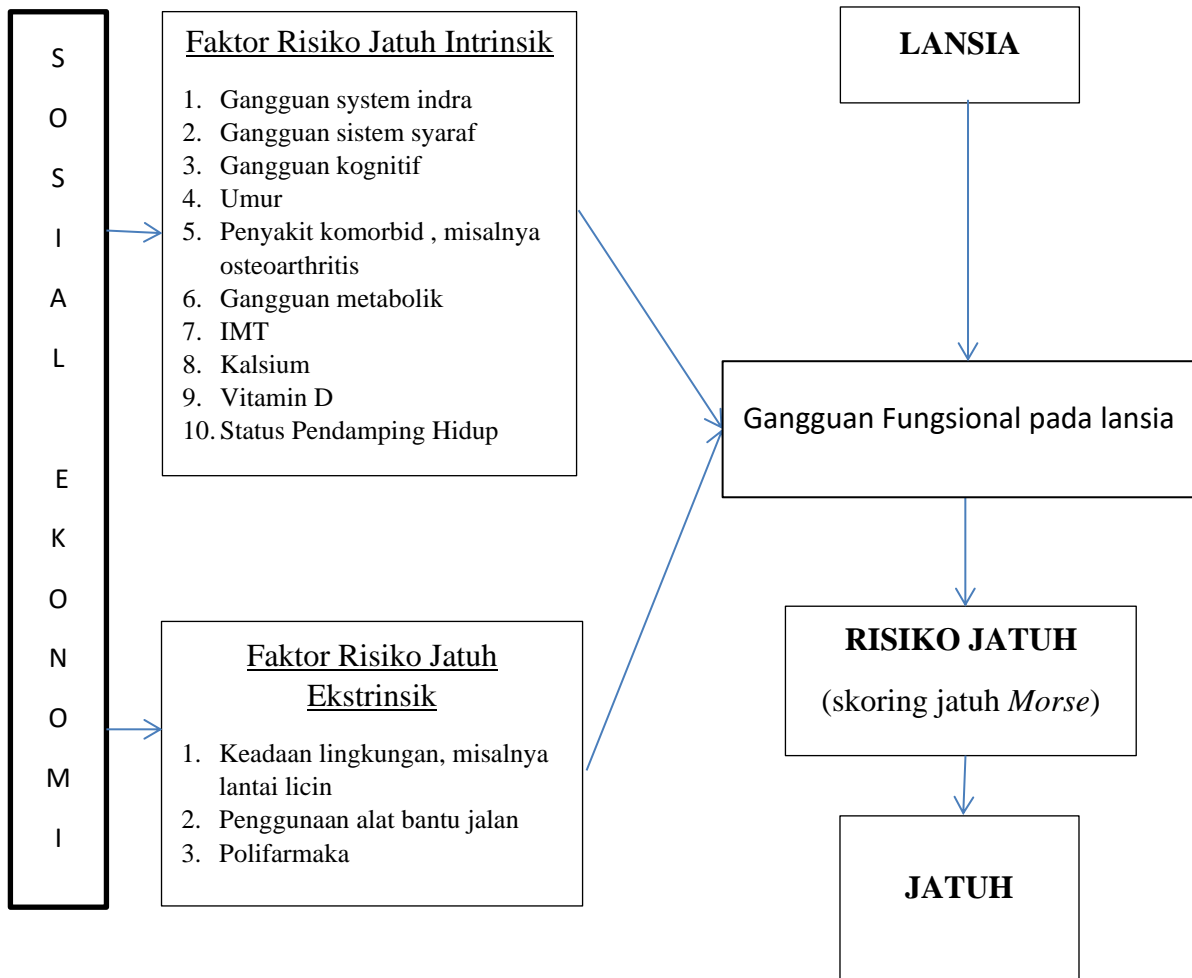 SOSIAL EKONOMI
Faktor Risiko Jatuh Intrinsik
1. Gangguan system indra
2. Gangguan sistem syaraf
3. Gangguan kognitif
4. Umur
5. Penyakit komorbid , misalnya
osteoarthritis
6. Gangguan metabolik
7. IMT
8. Kalsium
9. Vitamin D
10. Status Pendamping Hidup
Faktor Risiko Jatuh
Ekstrinsik
1. Keadaan lingkungan, misalnya
lantai licin
2. Penggunaan alat bantu jalan
3. Polifarmaka
LANSIA
Gangguan Fungsional pada lansia
RISIKO JATUH
(skoring jatuh Morse)
JATUH